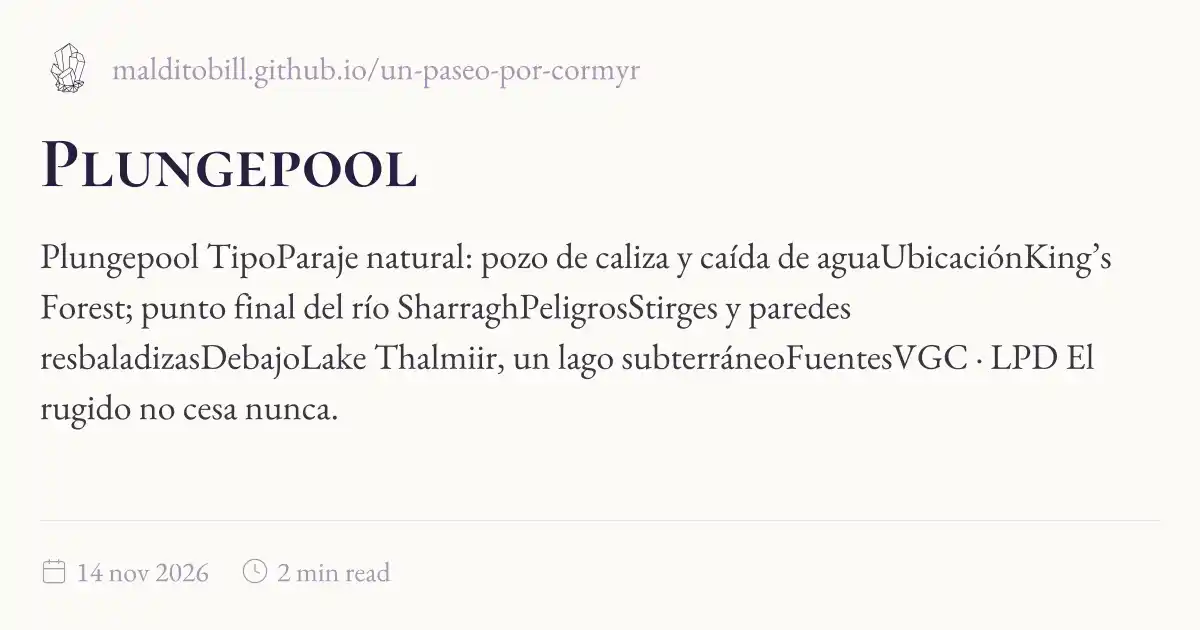 malditobill.github.io/un-paseo-por-cormyr
Plungepool
Plungepool TipoParaje natural: pozo de caliza y caída de aguaUbicaciónKing’s
Forest; punto final del río SharraghPeligrosStirges y paredes
resbaladizasDebajoLake Thalmiir, un lago subterráneoFuentesVGC · LPD El
rugido no cesa nunca.
14 nov 2026
2 min read